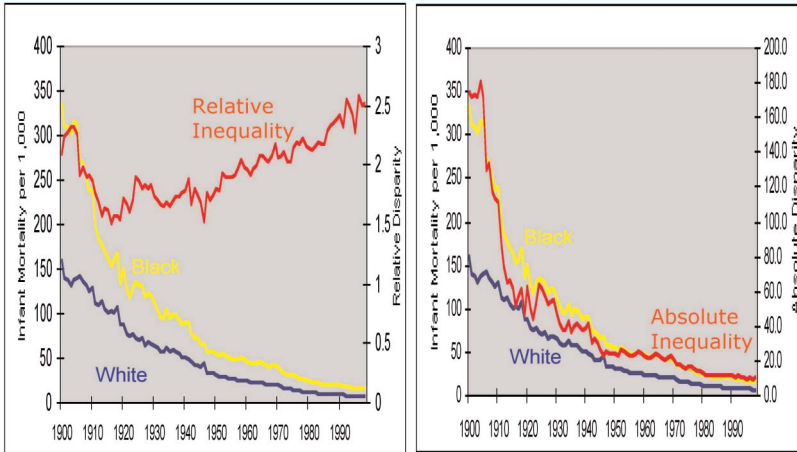 400
350
300
250
200
150
100
50
0
Infant Mortality per 1,000
Relative
Inequality
Black
White
3
2.5
2
1.5
1
0.5
0
Relative Disparity
1900 1910 1920 1930 1940 1950 1960 1970 1980 1990
400
350
300
250
200
150
100
50
0
Infant Mortality per 1,000
Black
White
Absolute
Inequality
200.0
180.0
160.0
140.0
120.0
100.0
80.0
60.0
40.0
20.0
0.0
Absolute Disparity
1900 1910 1920 1930 1940 1950 1960 1970 1980 1990